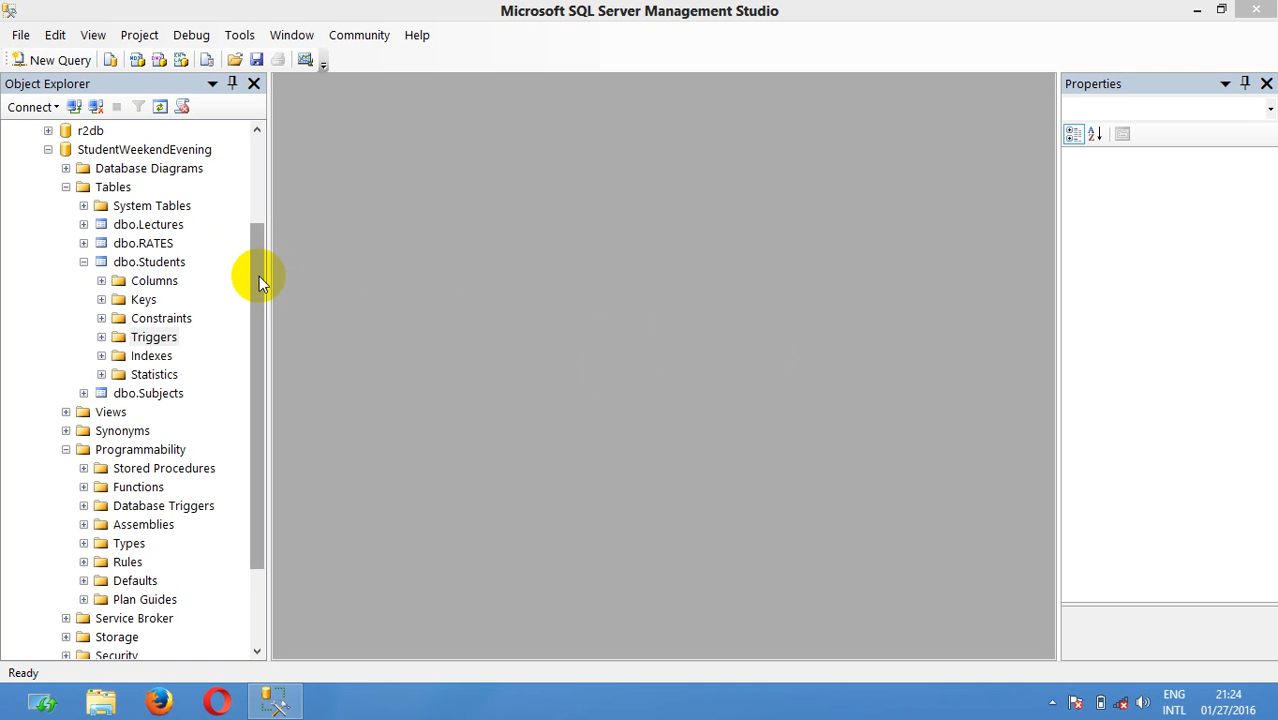 Microsoft SQL Server Management Studio
File Edit View Project Debug Tools Window Community Help
New Query
Object Explorer
Connect
r2db
StudentWeekendEvening
Database Diagrams
Tables
System Tables
dbo.Lectures
dbo.RATES
dbo.Students
Columns
Keys
Constraints
Triggers
Indexes
Statistics
dbo.Subjects
Views
Synonyms
Programmability
Stored Procedures
Functions
Database Triggers
Assemblies
Types
Rules
Defaults
Plan Guides
Service Broker
Storage
Security
Properties
Ready
ENG 21:24
INTL 01/27/2016